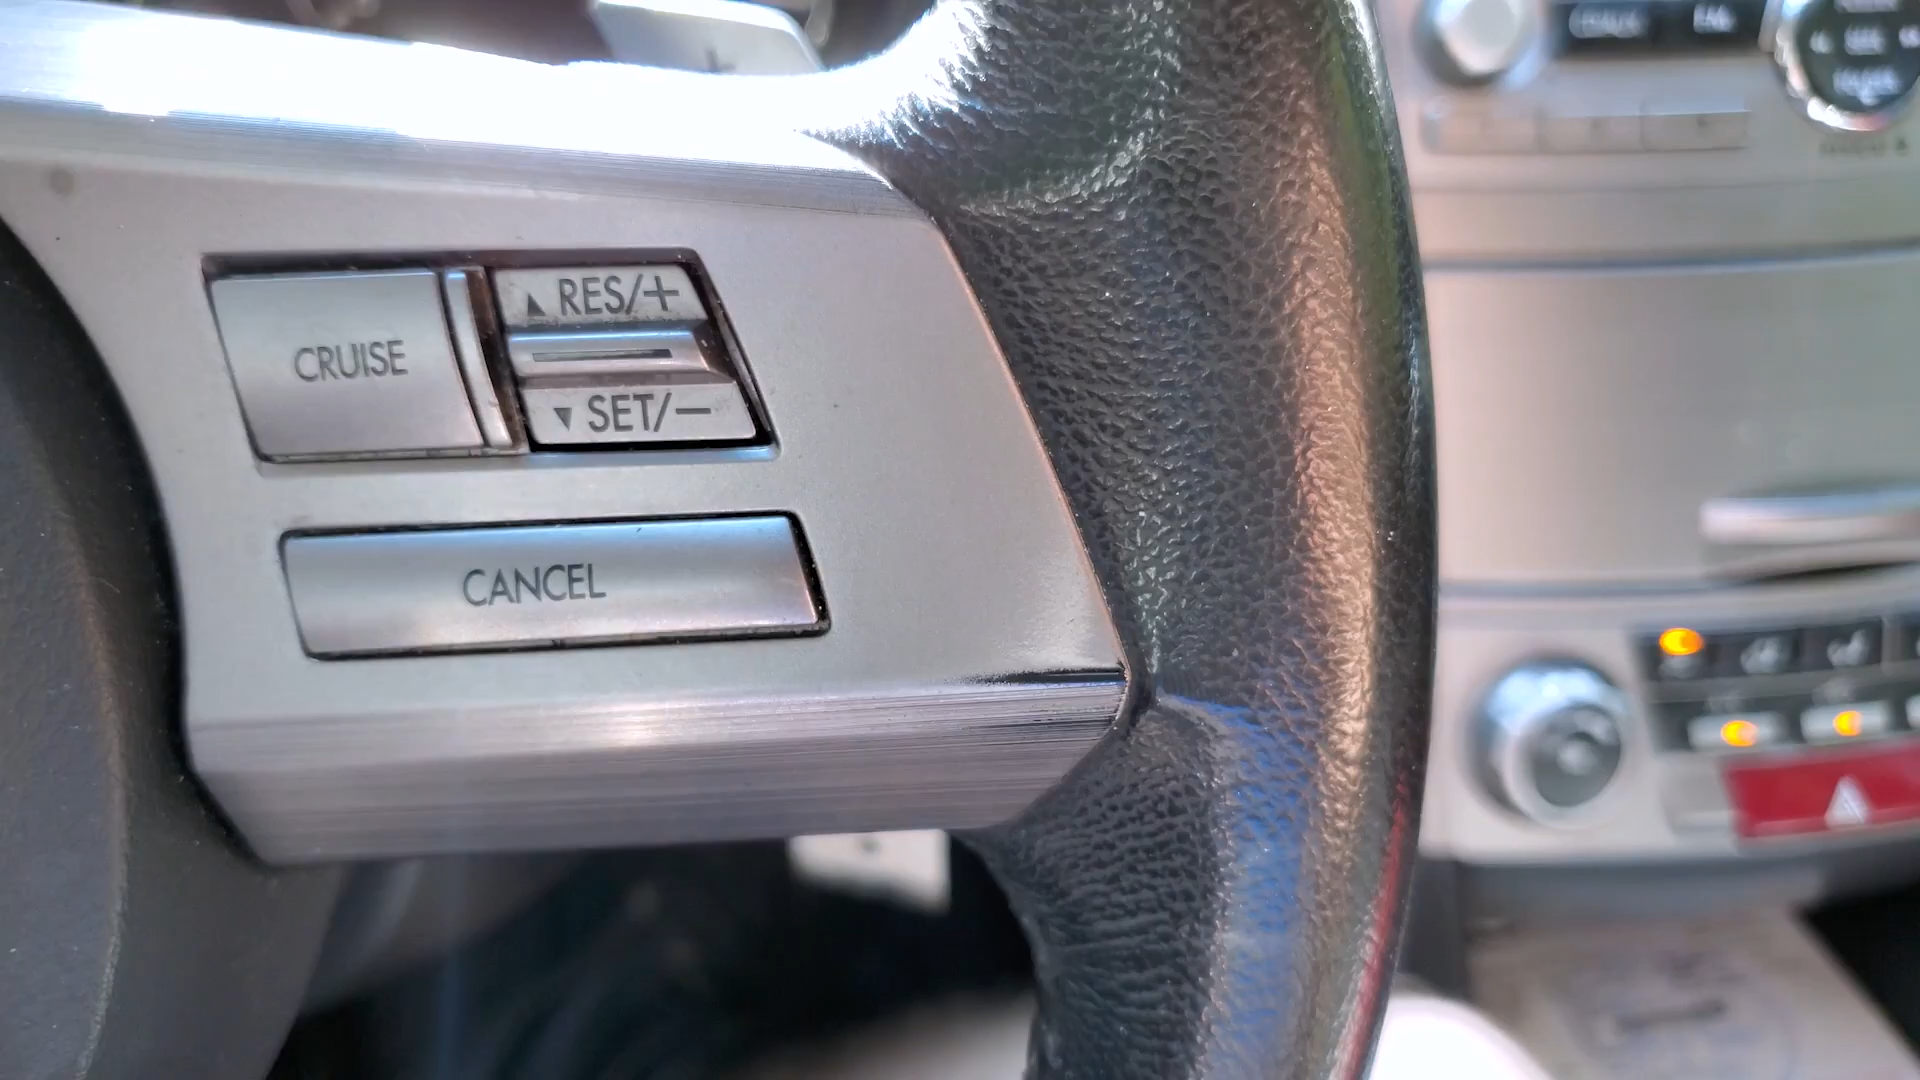 CRUISE
▲ RES/+
▼ SET/−
CANCEL